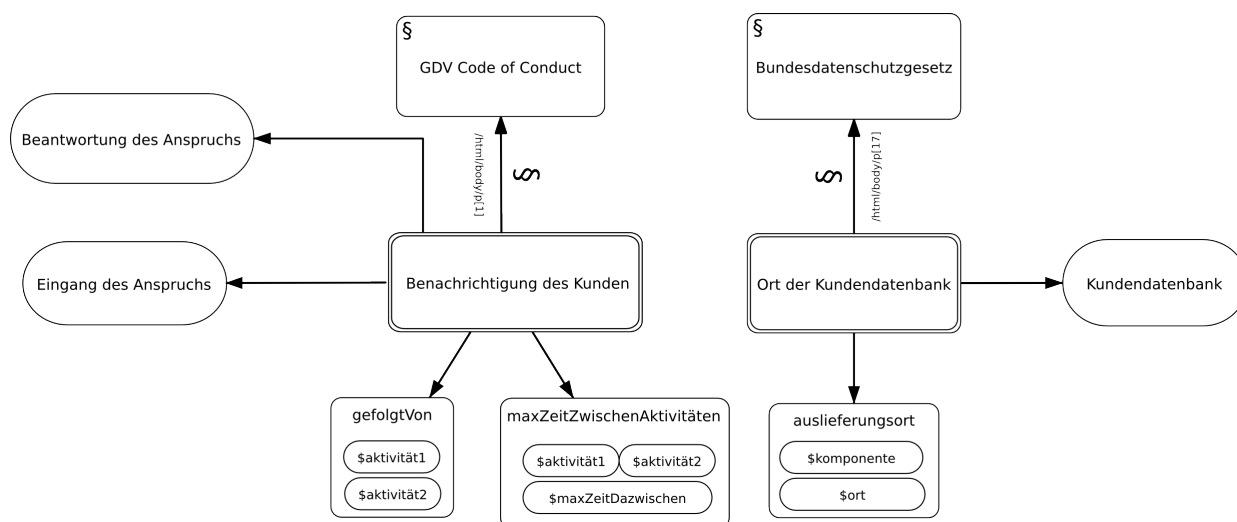 §
GDV Code of Conduct
§
Bundesdatenschutzgesetz
Beantwortung des Anspruchs
/html/body/p[1]
§
§
/html/body/p[17]
Eingang des Anspruchs
Benachrichtigung des Kunden
Ort der Kundendatenbank
Kundendatenbank
gefolgtVon
$aktivität1
$aktivität2
maxZeitZwischenAktivitäten
$aktivität1
$aktivität2
$maxZeitDazwischen
auslieferungsort
$komponente
$ort